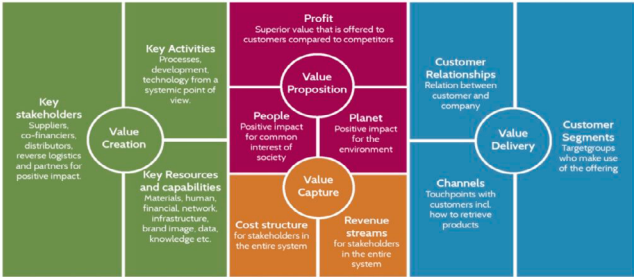 Key
stakeholders
Suppliers,
co-financiers,
distributors,
reverse logistics
and partners for
positive impact.
Key Activities
Processes,
development,
technology from a
systemic point of
view.
Value
Creation
Key Resources
and capabilities
Materials, human,
financial, network,
infrastructure,
brand image, data,
knowledge etc.
Profit
Superior value that is offered to
customers compared to competitors
Value
Proposition
People
Positive impact
for common
interest of
society
Planet
Positive impact
for the
environment
Value
Capture
Cost structure
for stakeholders in
the entire system
Revenue
streams
for stakeholders in
the entire system
Customer
Relationships
Relation between
customer and
company
Value
Delivery
Channels
Touchpoints with
customers incl.
how to retrieve
products
Customer
Segments
Targetgroups
who make use
of the offering